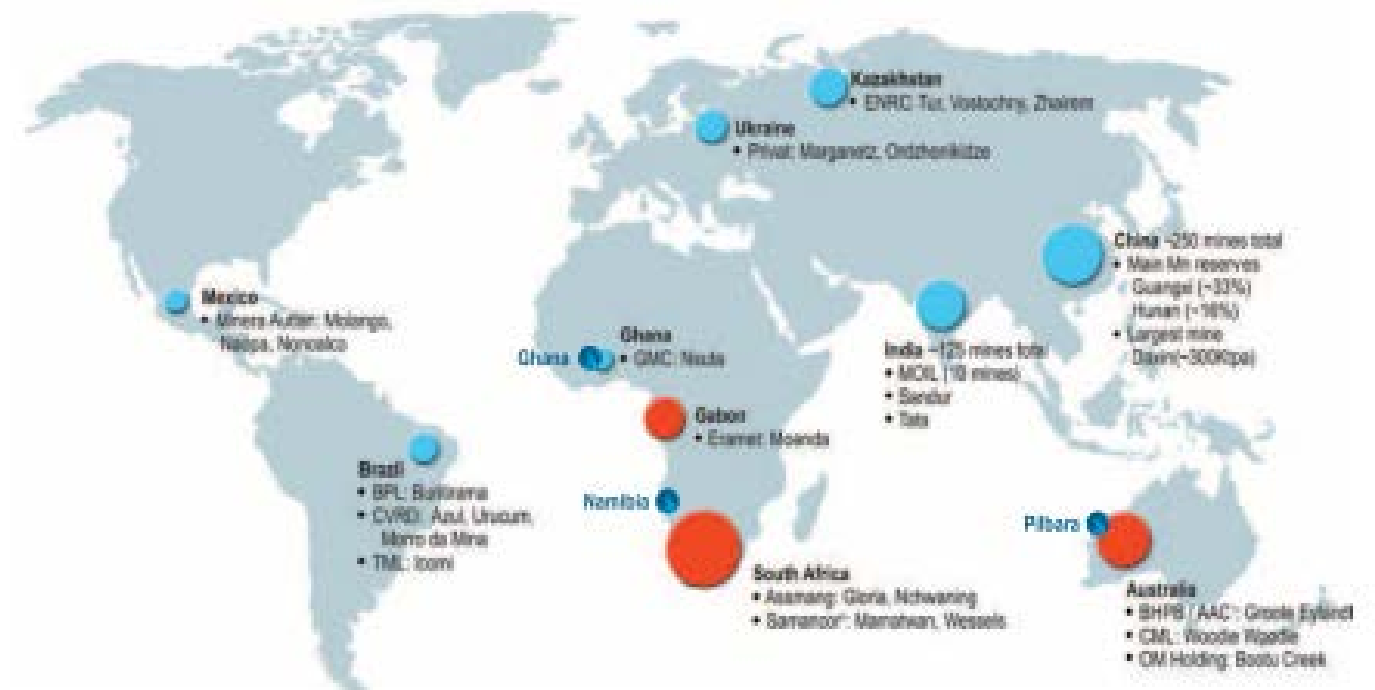 Kazakhstan
• ENRC: Tur, Vostochny, Zhairem
Ukraine
• Privat: Marganetz, Ordzhonikidze
China ~250 mines total
• Main Mn reserves
Guangxi (~33%)
Hunan (~16%)
• Largest mine
Daxin(~300Ktpa)
Mexico
• Minera Autlan: Molango,
Naopa, Nonoalco
Ghana
Ghana
• GMC: Nsuta
India ~125 mines total
• MOIL (10 mines)
• Sandur
• Tata
Gabon
• Eramet: Moanda
Brazil
• BPL:
• CVRD: Azul, Urucum,
Morro da Mina
• TML: Icomi
Namibia
Pilbara
South Africa
• Assmang: Gloria, Nchwaning
• Samancor*: Mamatwan, Wessels
Australia
• BHPB / AAC*: Groote Eylandt
• CML: Woodie Woodie
• OM Holding: Bootu Creek